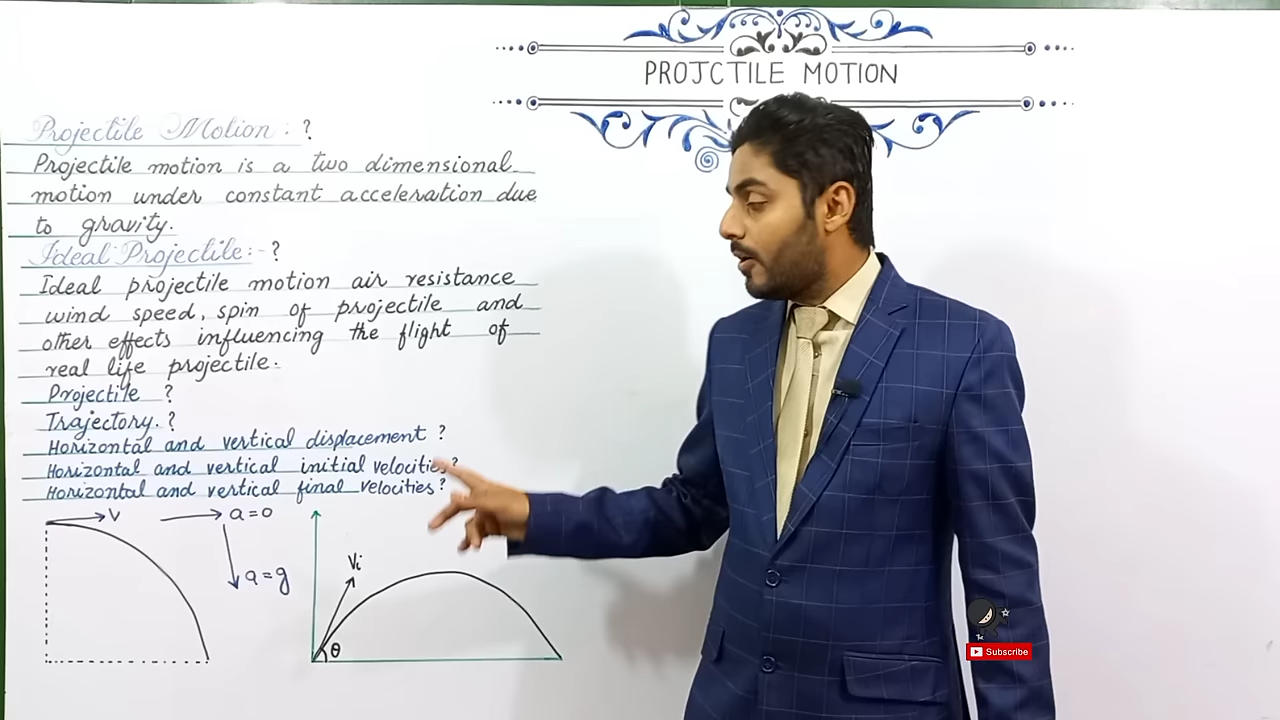 PROJCTILE MOTION
Projectile Motion : ?
Projectile motion is a two dimensional
motion under constant acceleration due
to gravity.
Ideal Projectile:- ?
Ideal projectile motion air resistance
wind speed, spin of projectile and
other effects influencing the flight of
real life projectile.
Projectile ?
Trajectory. ?
Horizontal and vertical displacement ?
Horizontal and vertical initial velocities?
Horizontal and vertical final velocities?
V
a=0
a=g
Vi
θ
Subscribe